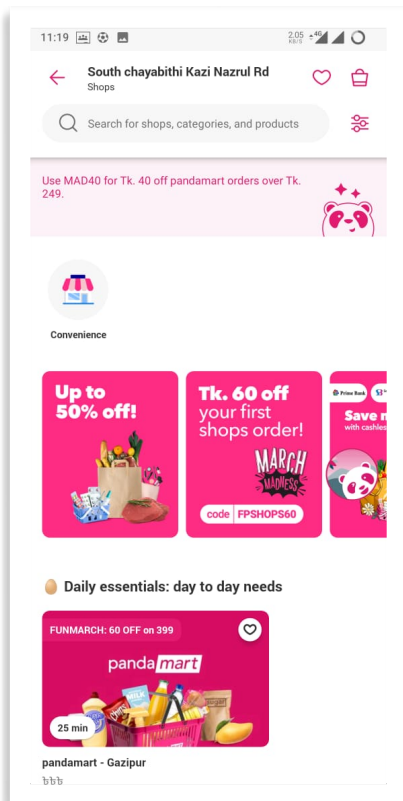 11:19
2.05
KB/S
4G
South chayabithi Kazi Nazrul Rd
Shops
Search for shops, categories, and products
Use MAD40 for Tk. 40 off pandamart orders over Tk.
249.
Convenience
Up to
50% off!
Tk. 60 off
your first
shops order!
MARCH
MADNESS
code FPSHOPS60
Prime Bank
Save
with cashles
Daily essentials: day to day needs
FUNMARCH: 60 OFF on 399
pandamart
MILK
25 min
pandamart - Gazipur
৳৳৳